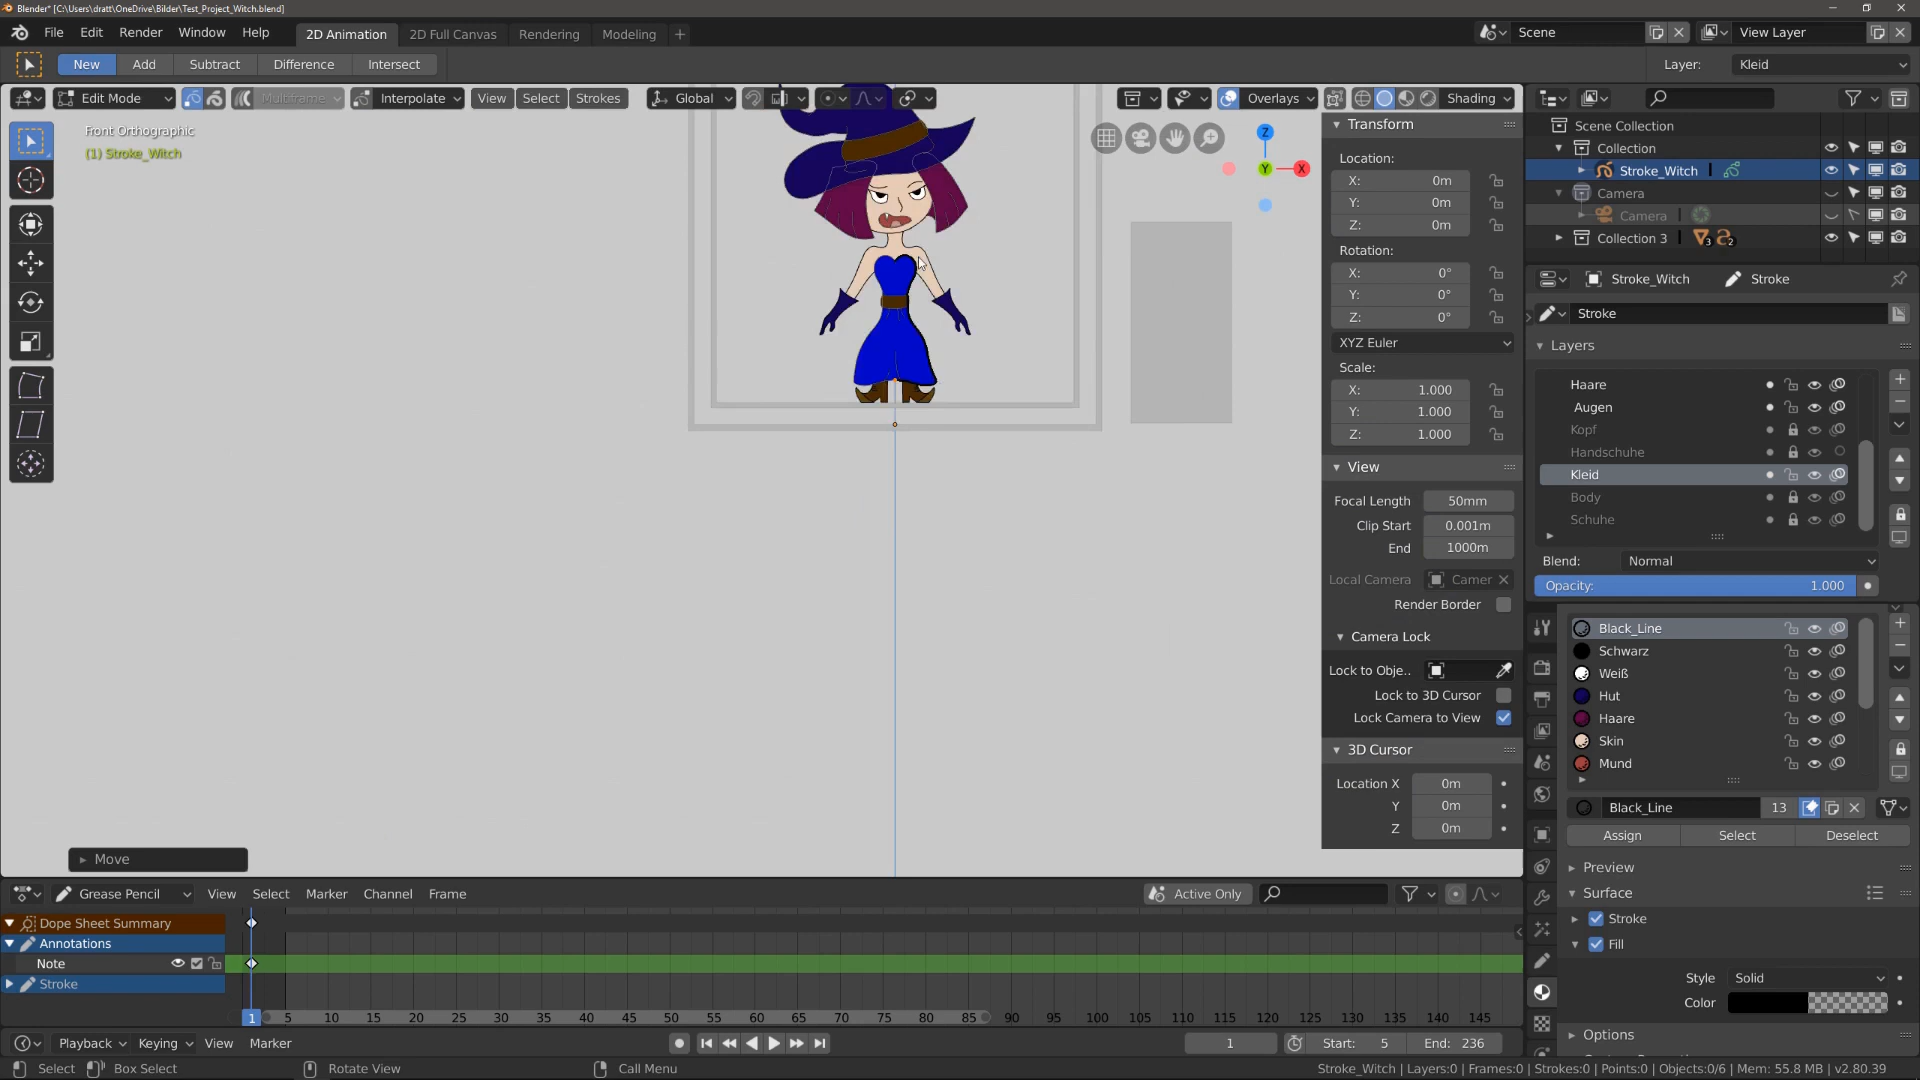 Blender* [C:\Users\dratt\OneDrive\Bilder\Test_Project_Witch.blend]
File Edit Render Window Help 2D Animation 2D Full Canvas Rendering Modeling + Scene View Layer
New Add Subtract Difference Intersect Layer: Kleid
Edit Mode Multiframe Interpolate View Select Strokes Global Overlays Shading
Front Orthographic
(1) Stroke_Witch
Z
Y
X
Transform
Location:
X: 0m
Y: 0m
Z: 0m
Rotation:
X: 0°
Y: 0°
Z: 0°
XYZ Euler
Scale:
X: 1.000
Y: 1.000
Z: 1.000
View
Focal Length 50mm
Clip Start 0.001m
End 1000m
Local Camera Camer
Render Border
Camera Lock
Lock to Obje..
Lock to 3D Cursor
Lock Camera to View
3D Cursor
Location X 0m
Y 0m
Z 0m
Scene Collection
Collection
Stroke_Witch
Camera
Camera
Collection 3 3 2
Stroke_Witch Stroke
Stroke
Layers
Haare
Augen
Kopf
Handschuhe
Kleid
Body
Schuhe
Blend: Normal
Opacity: 1.000
Black_Line
Schwarz
Weiß
Hut
Haare
Skin
Mund
Black_Line 13
Assign Select Deselect
Preview
Surface
Stroke
Fill
Style Solid
Color
Options
Move
Grease Pencil View Select Marker Channel Frame Active Only
Dope Sheet Summary
Annotations
Note
Stroke
1 5 10 15 20 25 30 35 40 45 50 55 60 65 70 75 80 85 90 95 100 105 110 115 120 125 130 135 140 145
Playback Keying View Marker 1 Start: 5 End: 236
Select Box Select Rotate View Call Menu Stroke_Witch | Layers:0 | Frames:0 | Strokes:0 | Points:0 | Objects:0/6 | Mem: 55.8 MB | v2.80.39